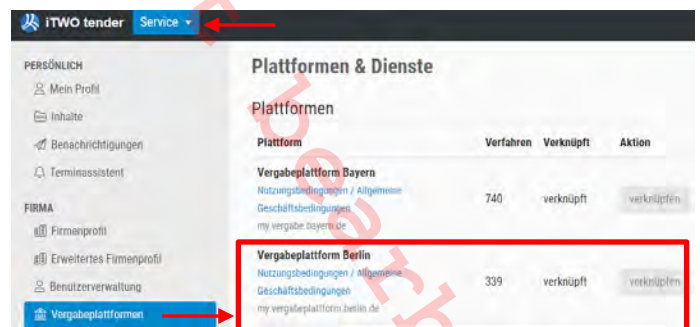 iTWO tender Service
PERSÖNLICH
Mein Profil
Inhalte
Benachrichtigungen
Terminassistent
FIRMA
Firmenprofil
Erweitertes Firmenprofil
Benutzerverwaltung
Vergabeplattformen
Plattformen & Dienste
Plattformen
Plattform Verfahren Verknüpft Aktion
Vergabeplattform Bayern
Nutzungsbedingungen / Allgemeine
Geschäftsbedingungen
my.vergabe.bayern.de
740 verknüpft verknüpfen
Vergabeplattform Berlin
Nutzungsbedingungen / Allgemeine
Geschäftsbedingungen
my.vergabeplattform.berlin.de
339 verknüpft verknüpfen